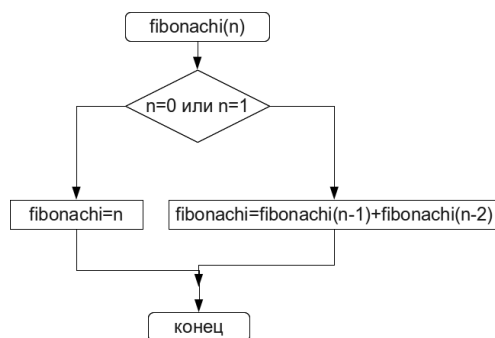 fibonachi(n)
n=0 или n=1
fibonachi=n
fibonachi=fibonachi(n-1)+fibonachi(n-2)
конец